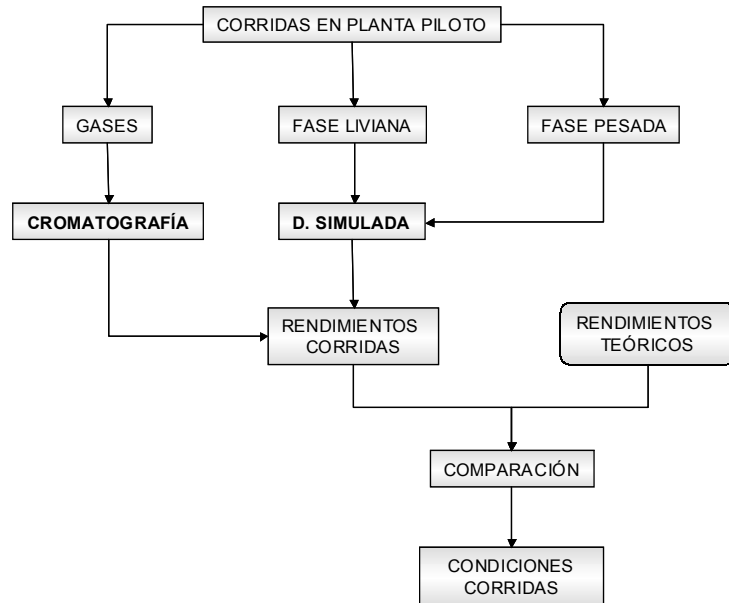 CORRIDAS EN PLANTA PILOTO
GASES
FASE LIVIANA
FASE PESADA
CROMATOGRAFÍA
D. SIMULADA
RENDIMIENTOS
CORRIDAS
RENDIMIENTOS
TEÓRICOS
COMPARACIÓN
CONDICIONES
CORRIDAS